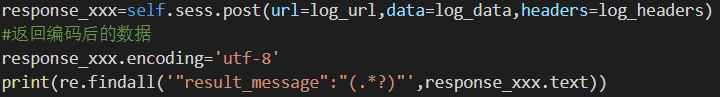 response_xxx=self.sess.post(url=log_url,data=log_data,headers=log_headers)
#返回编码后的数据
response_xxx.encoding='utf-8'
print(re.findall('"result_message":"(.*?)"',response_xxx.text))